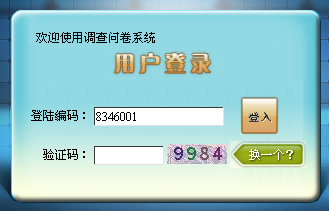 欢迎使用调查问卷系统
用户登录
登陆编码： 8346001 登入
验证码： 9984 换一个？